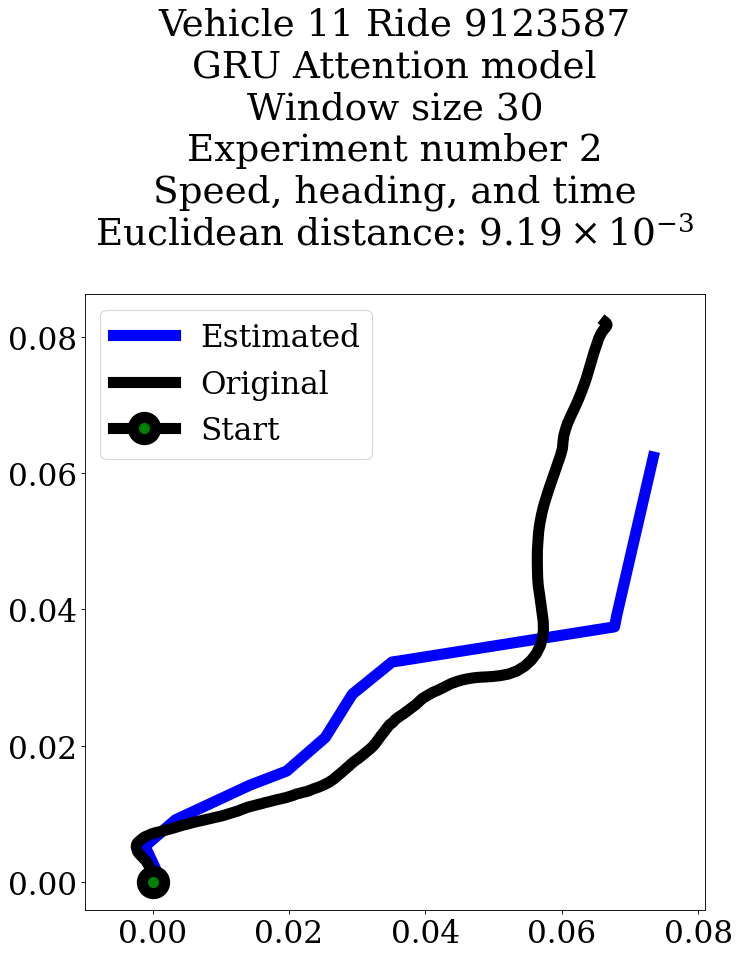 Vehicle 11 Ride 9123587
GRU Attention model
Window size 30
Experiment number 2
Speed, heading, and time
Euclidean distance: 9.19 × 10⁻³
Estimated
Original
Start
0.08
0.06
0.04
0.02
0.00
0.00 0.02 0.04 0.06 0.08